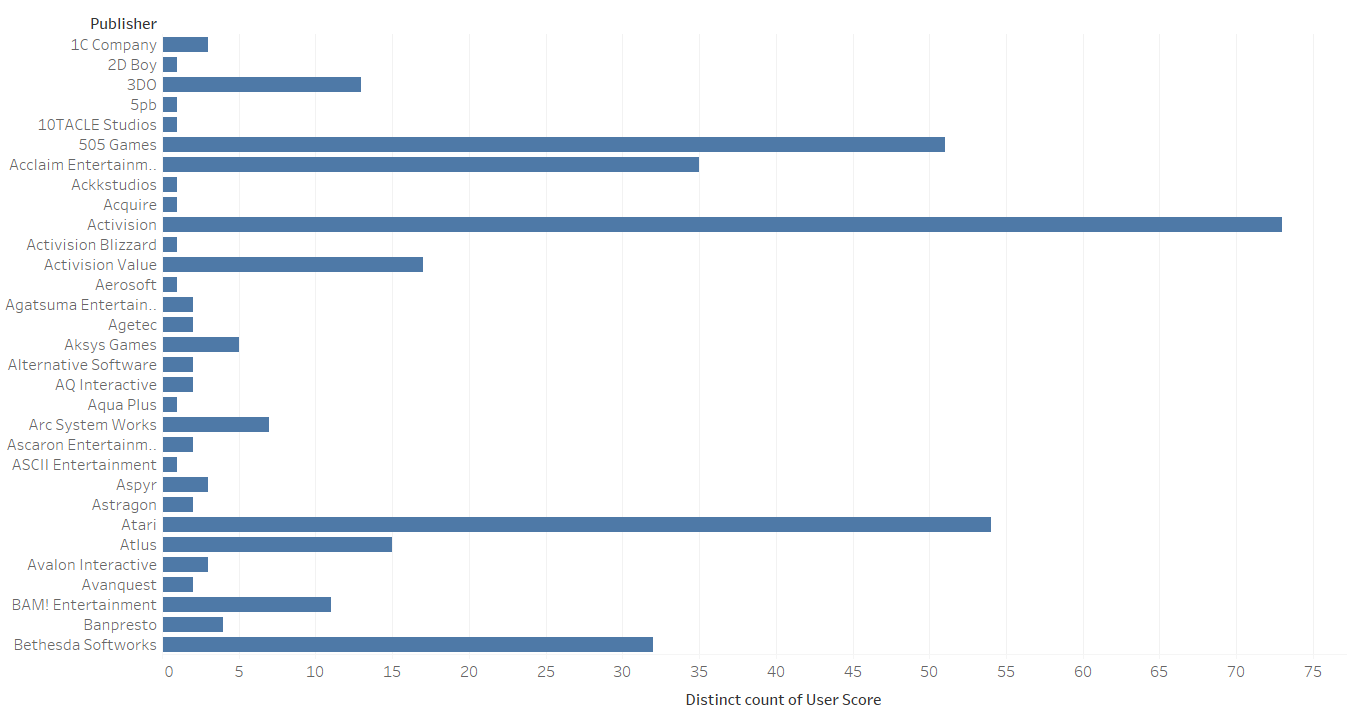 Publisher
1C Company
2D Boy
3DO
5pb
10TACLE Studios
505 Games
Acclaim Entertainm..
Ackkstudios
Acquire
Activision
Activision Blizzard
Activision Value
Aerosoft
Agatsuma Entertain..
Agetec
Aksys Games
Alternative Software
AQ Interactive
Aqua Plus
Arc System Works
Ascaron Entertainm..
ASCII Entertainment
Aspyr
Astragon
Atari
Atlus
Avalon Interactive
Avanquest
BAM! Entertainment
Banpresto
Bethesda Softworks
0 5 10 15 20 25 30 35 40 45 50 55 60 65 70 75
Distinct count of User Score